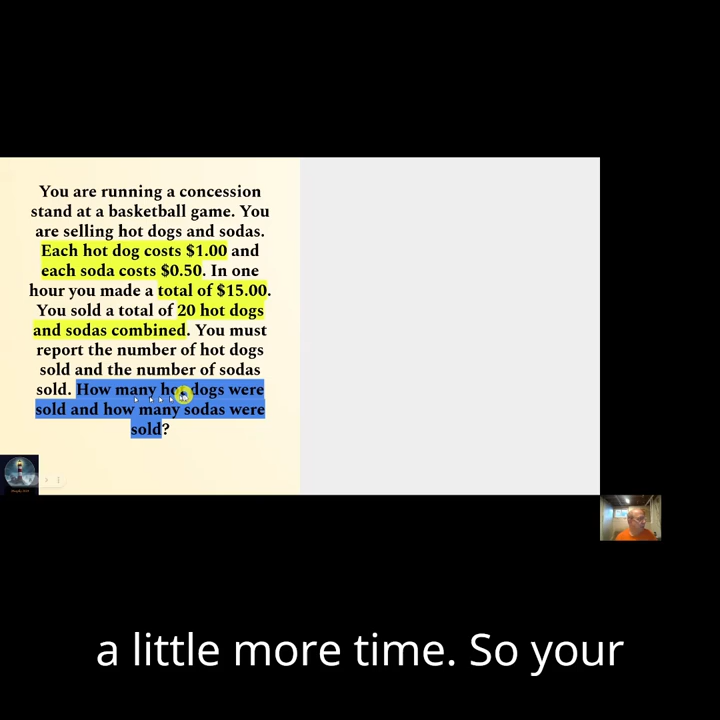 You are running a concession
stand at a basketball game. You
are selling hot dogs and sodas.
Each hot dog costs $1.00 and
each soda costs $0.50. In one
hour you made a total of $15.00.
You sold a total of 20 hot dogs
and sodas combined. You must
report the number of hot dogs
sold and the number of sodas
sold. How many hot dogs were
sold and how many sodas were
sold?
a little more time. So your